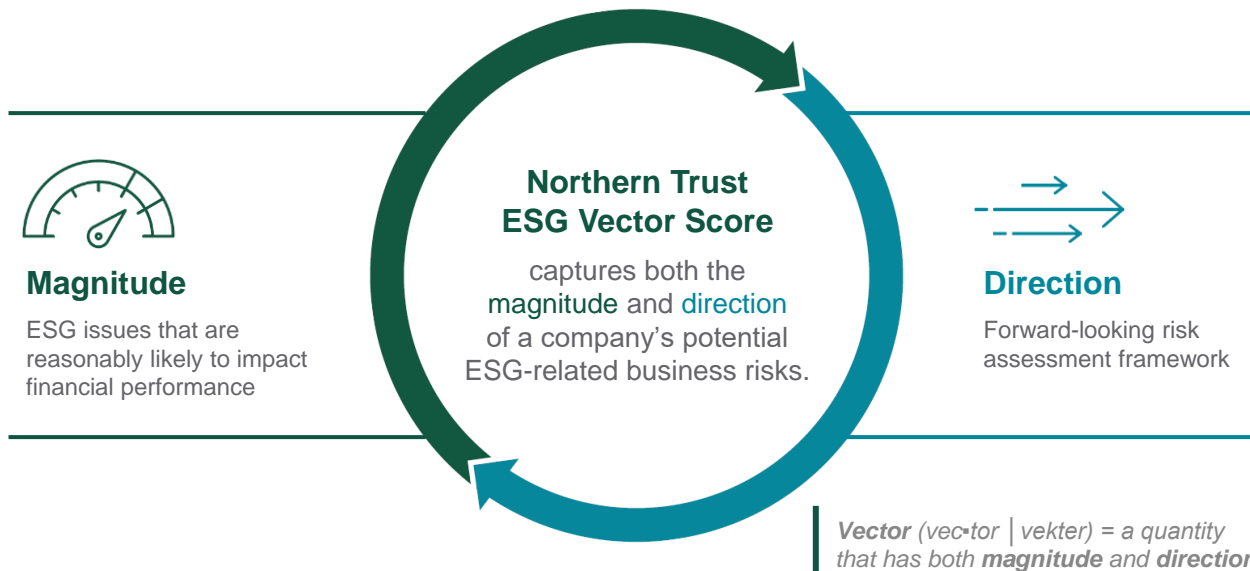 Northern Trust
ESG Vector Score
captures both the
magnitude and direction
of a company’s potential
ESG-related business risks.
Magnitude
ESG issues that are
reasonably likely to impact
financial performance
Direction
Forward-looking risk
assessment framework
Vector (vec▪tor | vekter) = a quantity
that has both magnitude and direction